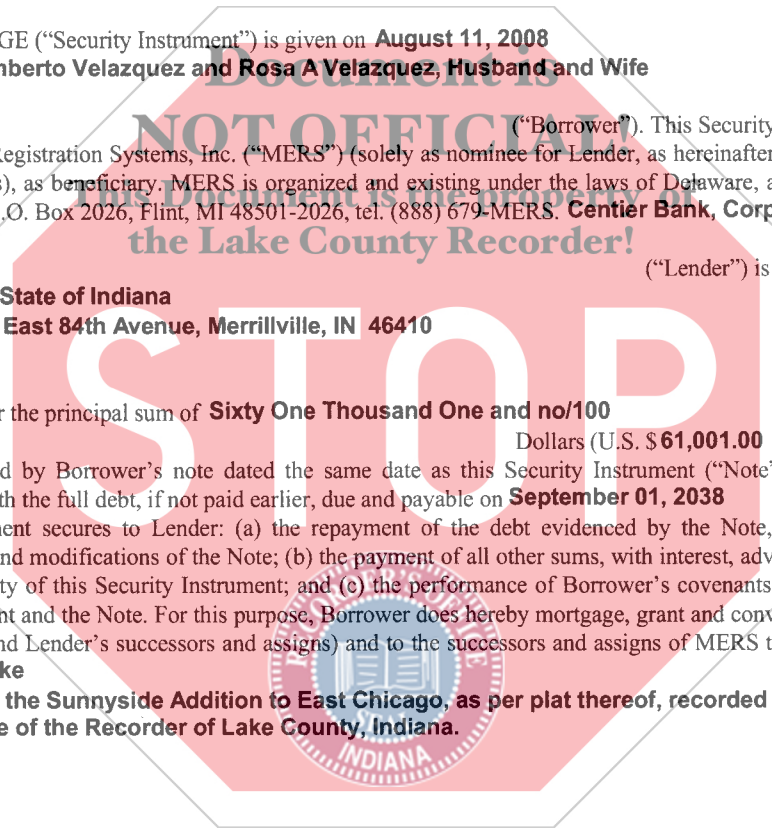 GE (“Security Instrument”) is given on August 11, 2008
nberto Velazquez and Rosa A Velazquez, Husband and Wife
Document is
NOT OFFICIAL!
(“Borrower”). This Security
Registration Systems, Inc. (“MERS”) (solely as nominee for Lender, as hereinafter
s), as beneficiary. MERS is organized and existing under the laws of Delaware, a
This Document is the property of
.O. Box 2026, Flint, MI 48501-2026, tel. (888) 679-MERS. Centier Bank, Corp
the Lake County Recorder!
(“Lender”) is
State of Indiana
East 84th Avenue, Merrillville, IN 46410
STOP
r the principal sum of Sixty One Thousand One and no/100
Dollars (U.S. $61,001.00
d by Borrower’s note dated the same date as this Security Instrument (“Note”
th the full debt, if not paid earlier, due and payable on September 01, 2038
nent secures to Lender: (a) the repayment of the debt evidenced by the Note,
nd modifications of the Note; (b) the payment of all other sums, with interest, adv
ty of this Security Instrument; and (c) the performance of Borrower’s covenants
nt and the Note. For this purpose, Borrower does hereby mortgage, grant and conv
nd Lender’s successors and assigns) and to the successors and assigns of MERS t
ke
the Sunnyside Addition to East Chicago, as per plat thereof, recorded
e of the Recorder of Lake County, Indiana.
RECORDER'S OFFICE
INDIANA